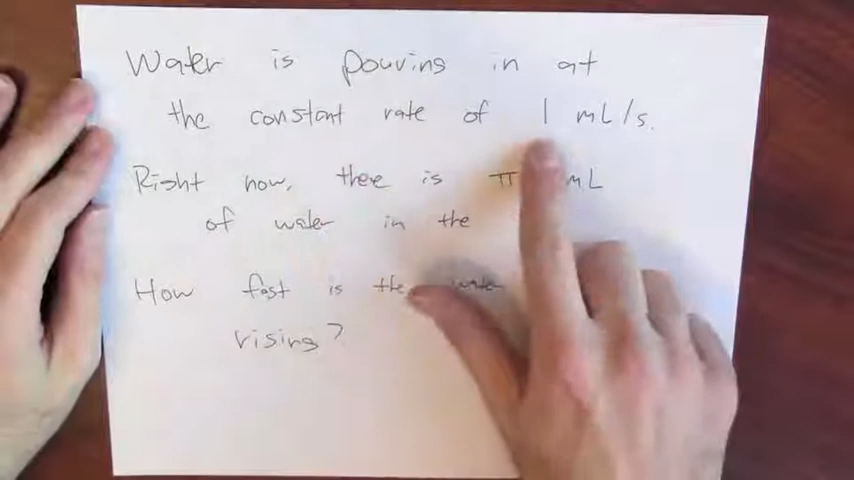 Water is pouring in at
the constant rate of 1 mL/s.
Right now, there is π mL
of water in the
How fast is the water
rising?